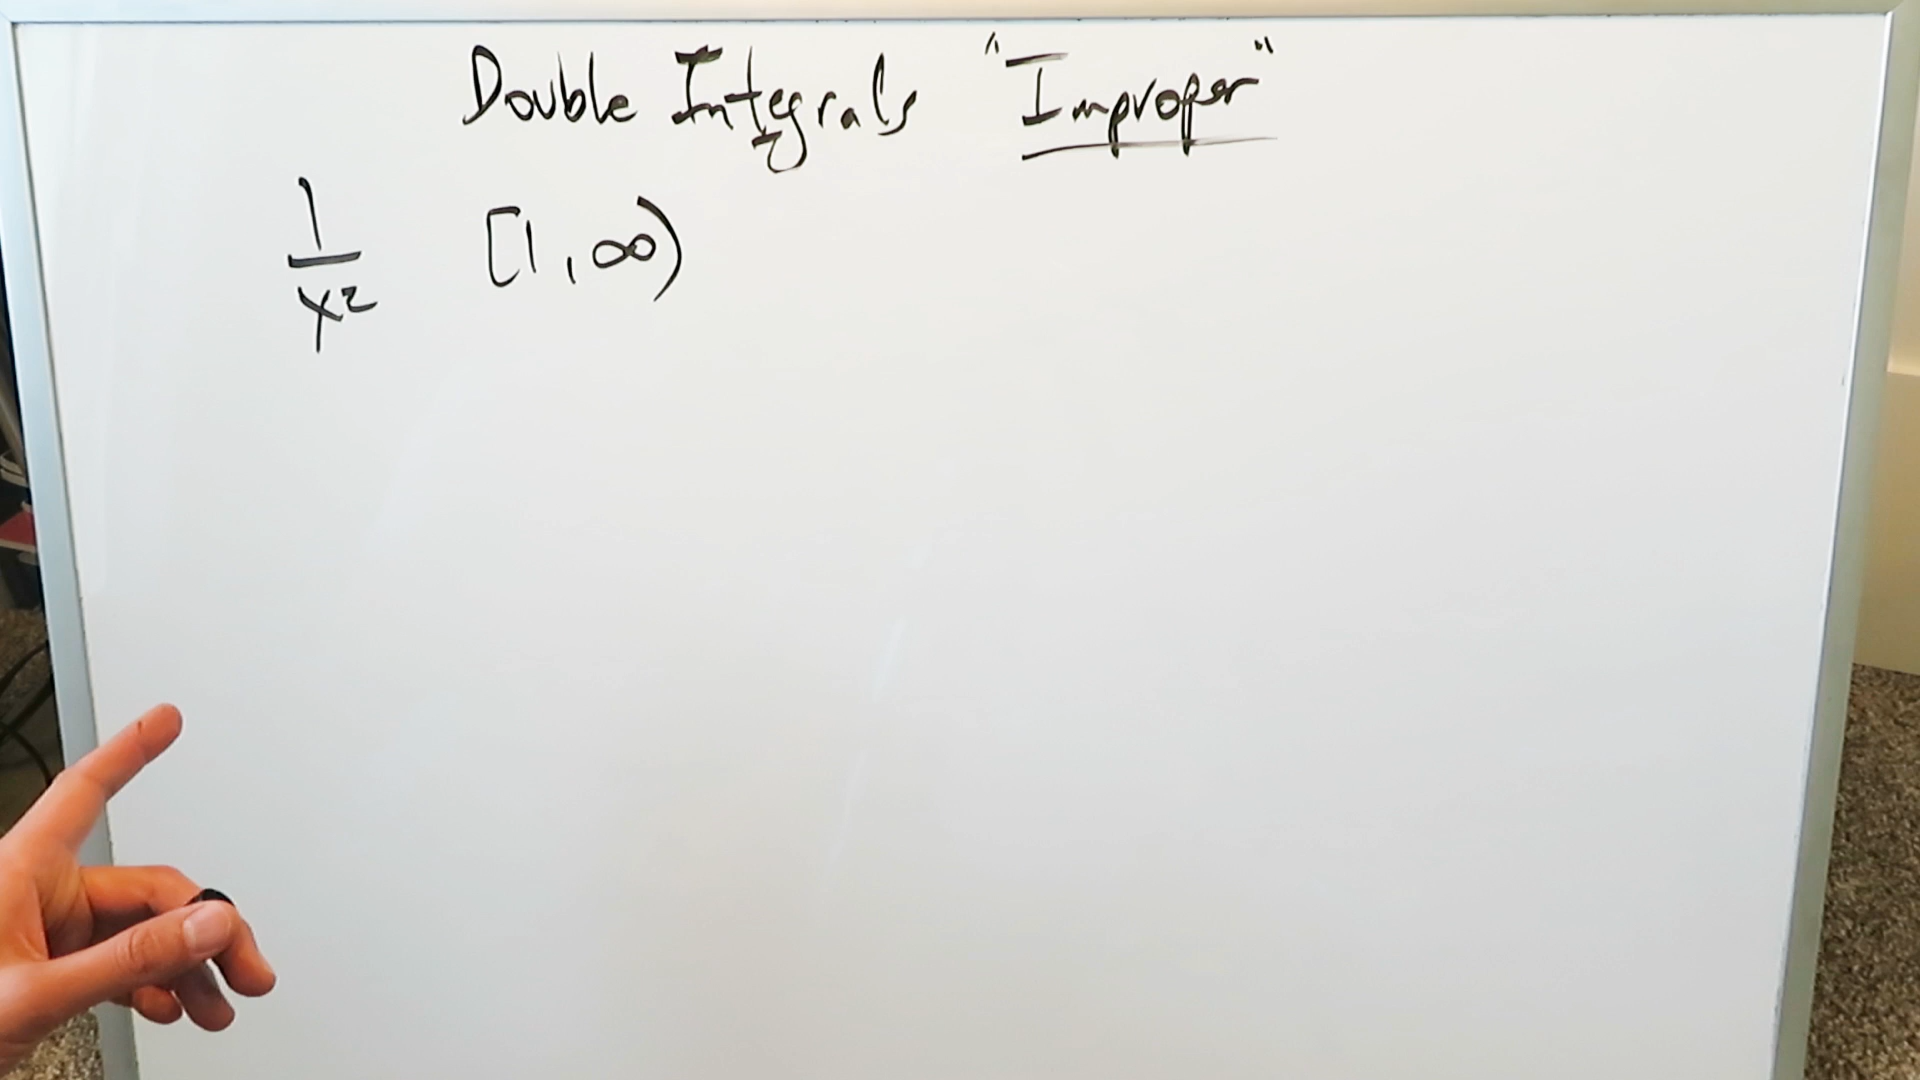 Double Integrals "Improper"
1/x² [1, ∞)